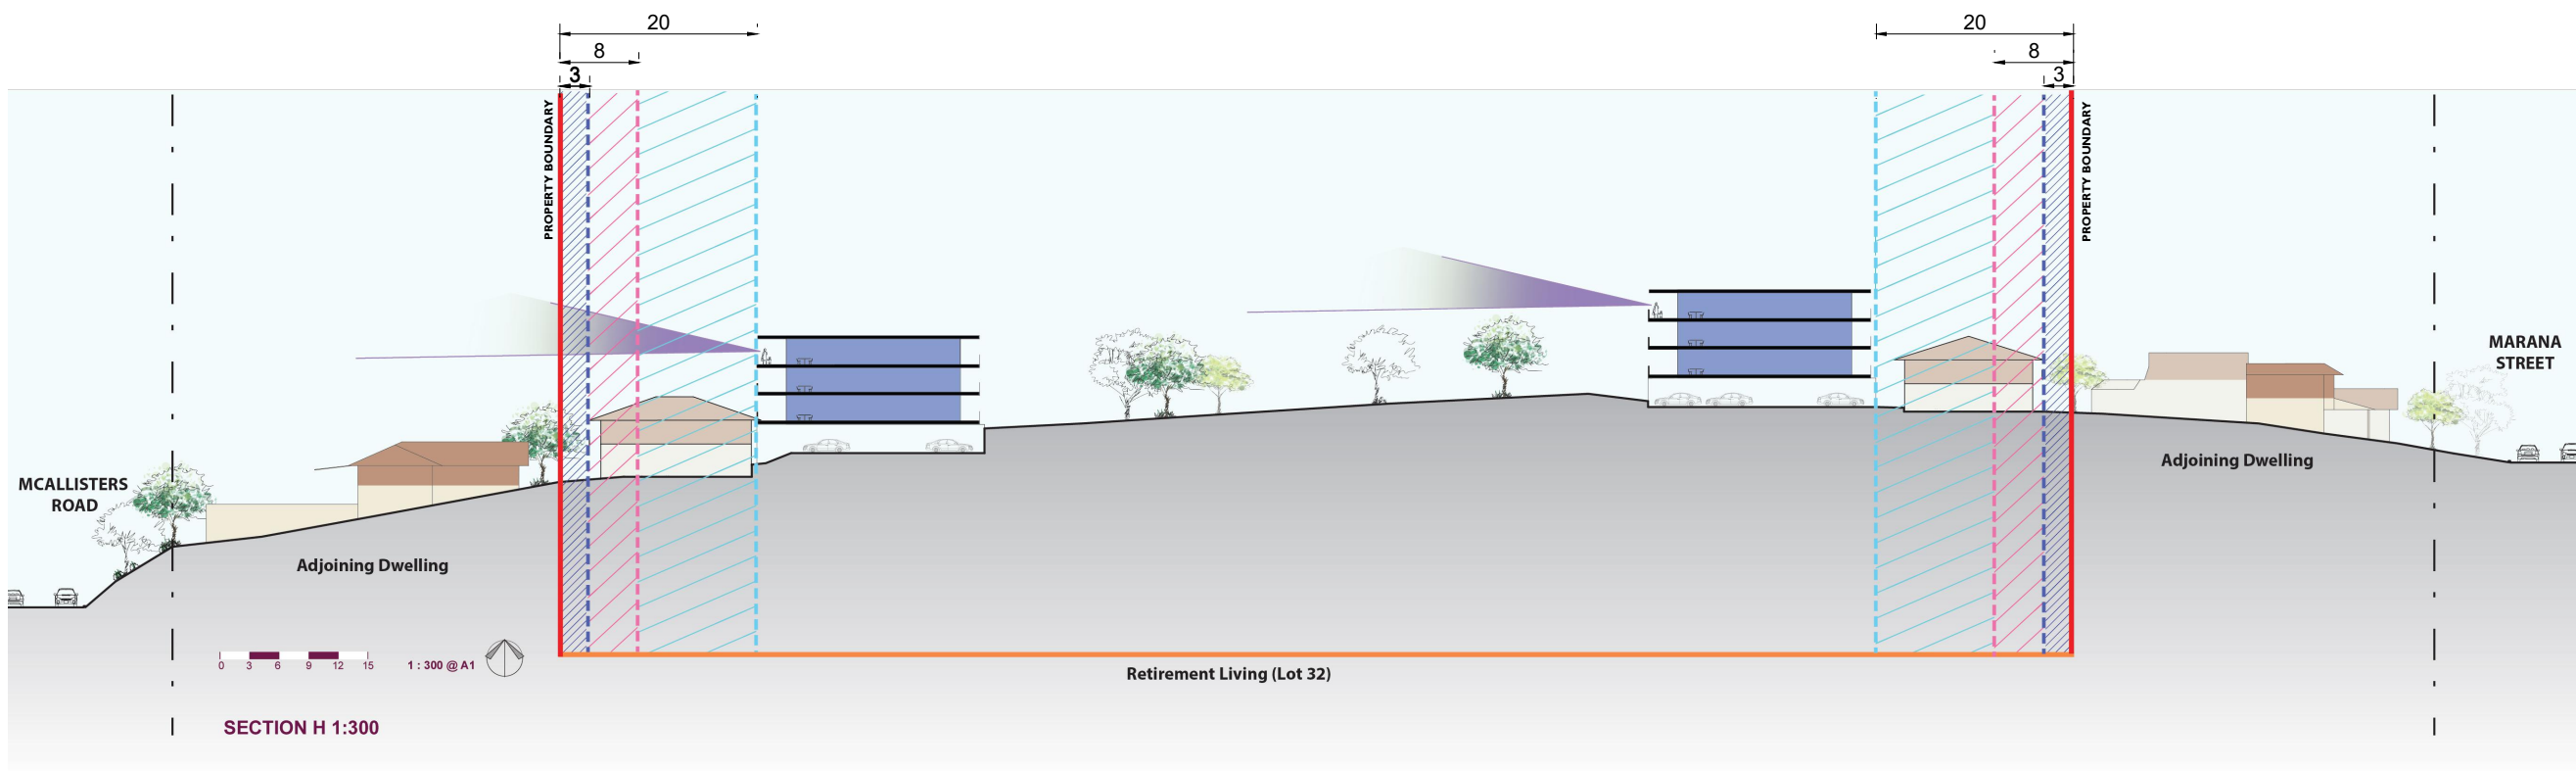 20
8
3
20
8
3
PROPERTY BOUNDARY
PROPERTY BOUNDARY
MCALLISTERS
ROAD
MARANA
STREET
Adjoining Dwelling
Adjoining Dwelling
0 3 6 9 12 15
1 : 300 @ A1
Retirement Living (Lot 32)
SECTION H 1:300